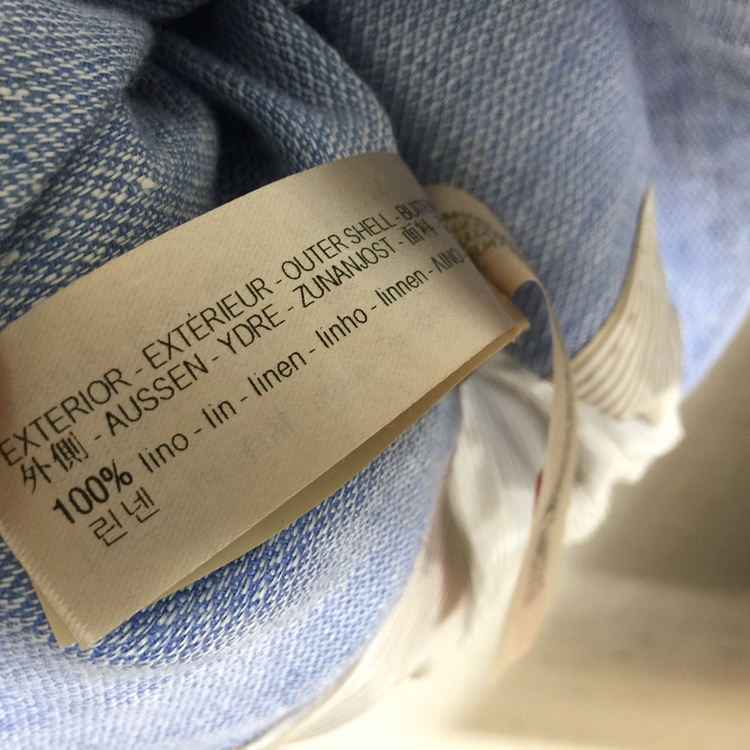 EXTERIOR - EXTÉRIEUR - OUTER SHELL -
外側 - AUSSEN - YDRE - ZUNANJOST - 面料
100% lino - lin - linen - linho - linnen - ΛΙΝΟ
린넨